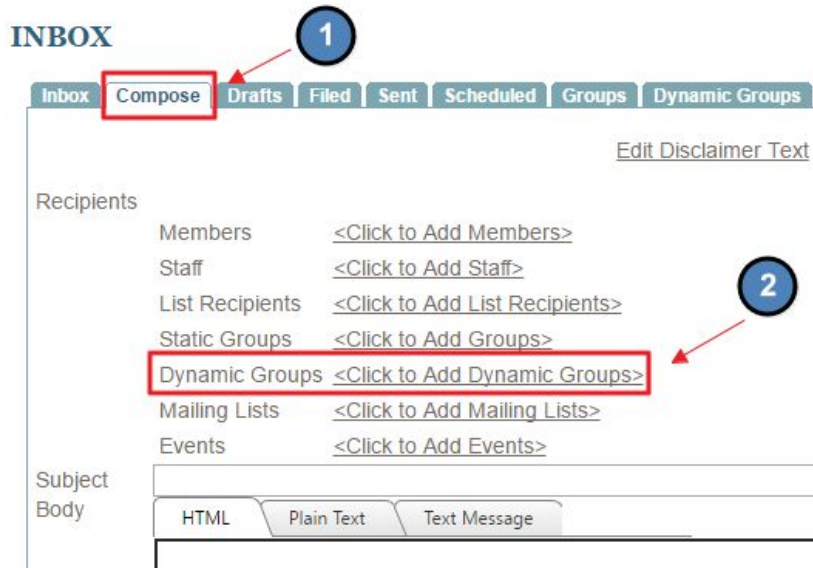 INBOX
1
Inbox Compose Drafts Filed Sent Scheduled Groups Dynamic Groups
Edit Disclaimer Text
Recipients
Members <Click to Add Members>
Staff <Click to Add Staff>
2
List Recipients <Click to Add List Recipients>
Static Groups <Click to Add Groups>
Dynamic Groups <Click to Add Dynamic Groups>
Mailing Lists <Click to Add Mailing Lists>
Events <Click to Add Events>
Subject
Body
HTML Plain Text Text Message